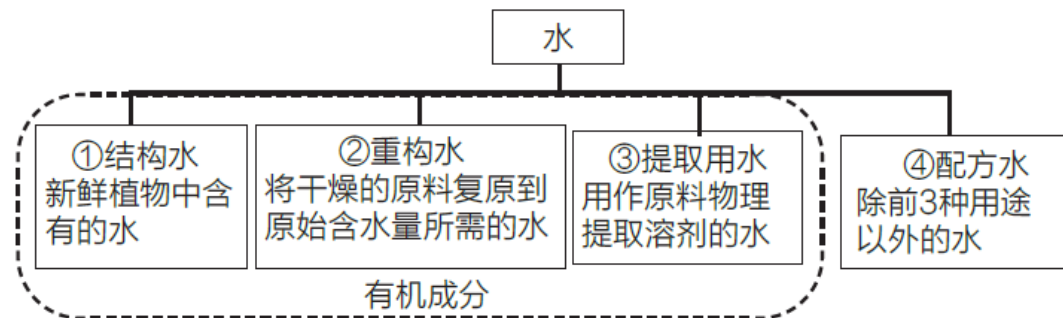 水
①结构水
新鲜植物中含
有的水
②重构水
将干燥的原料复原到
原始含水量所需的水
③提取用水
用作原料物理
提取溶剂的水
④配方水
除前3种用途
以外的水
有机成分